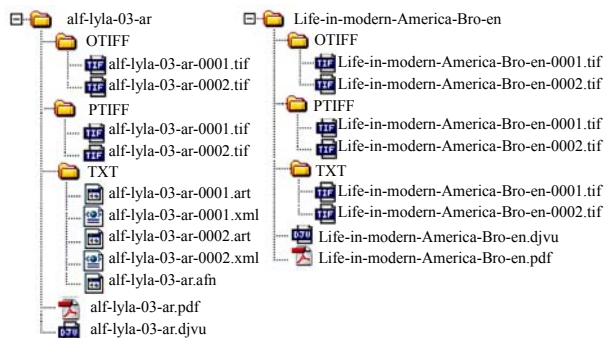 alf-lyla-03-ar
OTIFF
alf-lyla-03-ar-0001.tif
alf-lyla-03-ar-0002.tif
PTIFF
alf-lyla-03-ar-0001.tif
alf-lyla-03-ar-0002.tif
TXT
alf-lyla-03-ar-0001.art
alf-lyla-03-ar-0001.xml
alf-lyla-03-ar-0002.art
alf-lyla-03-ar-0002.xml
alf-lyla-03-ar.afn
alf-lyla-03-ar.pdf
alf-lyla-03-ar.djvu
Life-in-modern-America-Bro-en
OTIFF
Life-in-modern-America-Bro-en-0001.tif
Life-in-modern-America-Bro-en-0002.tif
PTIFF
Life-in-modern-America-Bro-en-0001.tif
Life-in-modern-America-Bro-en-0002.tif
TXT
Life-in-modern-America-Bro-en-0001.tif
Life-in-modern-America-Bro-en-0002.tif
Life-in-modern-America-Bro-en.djvu
Life-in-modern-America-Bro-en.pdf